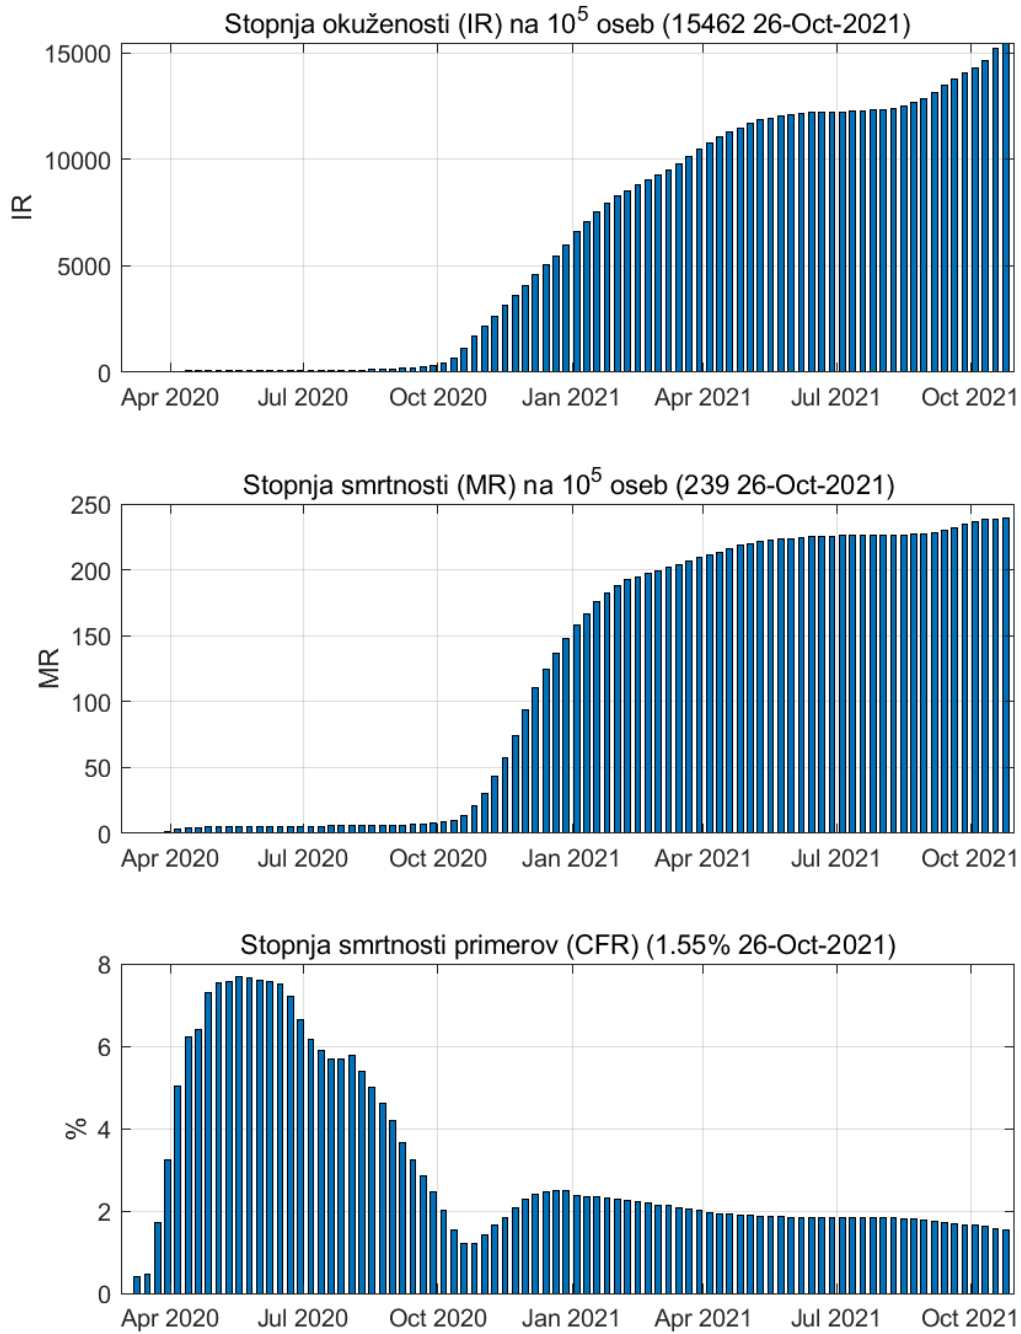 Stopnja okuženosti (IR) na 10^5 oseb (15462 26-Oct-2021)
15000
10000
5000
0
IR
Apr 2020 Jul 2020 Oct 2020 Jan 2021 Apr 2021 Jul 2021 Oct 2021
Stopnja smrtnosti (MR) na 10^5 oseb (239 26-Oct-2021)
250
200
150
100
50
0
MR
Apr 2020 Jul 2020 Oct 2020 Jan 2021 Apr 2021 Jul 2021 Oct 2021
Stopnja smrtnosti primerov (CFR) (1.55% 26-Oct-2021)
8
6
4
2
0
%
Apr 2020 Jul 2020 Oct 2020 Jan 2021 Apr 2021 Jul 2021 Oct 2021